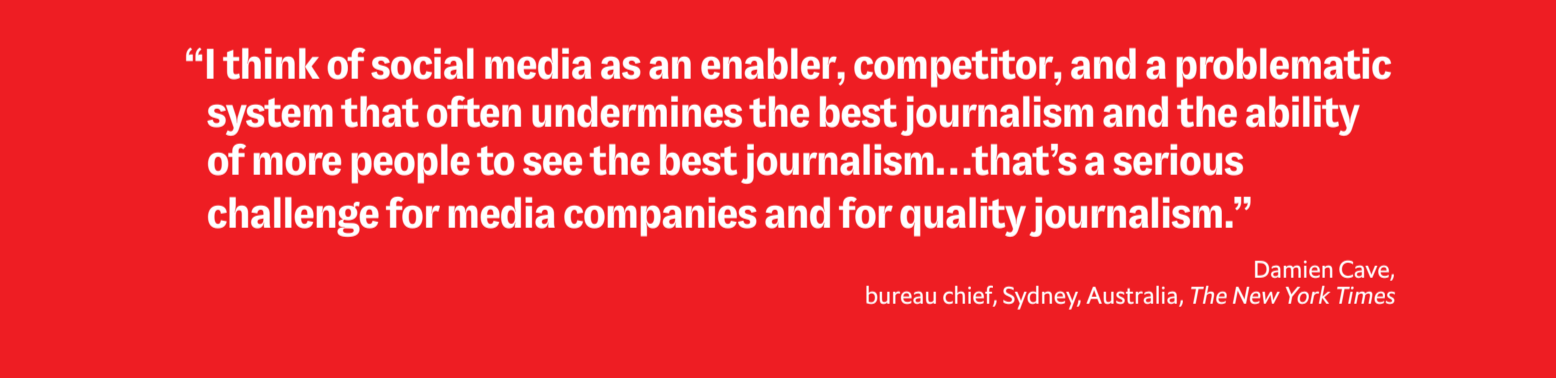 “I think of social media as an enabler, competitor, and a problematic
system that often undermines the best journalism and the ability
of more people to see the best journalism…that’s a serious
challenge for media companies and for quality journalism.”
Damien Cave,
bureau chief, Sydney, Australia, The New York Times